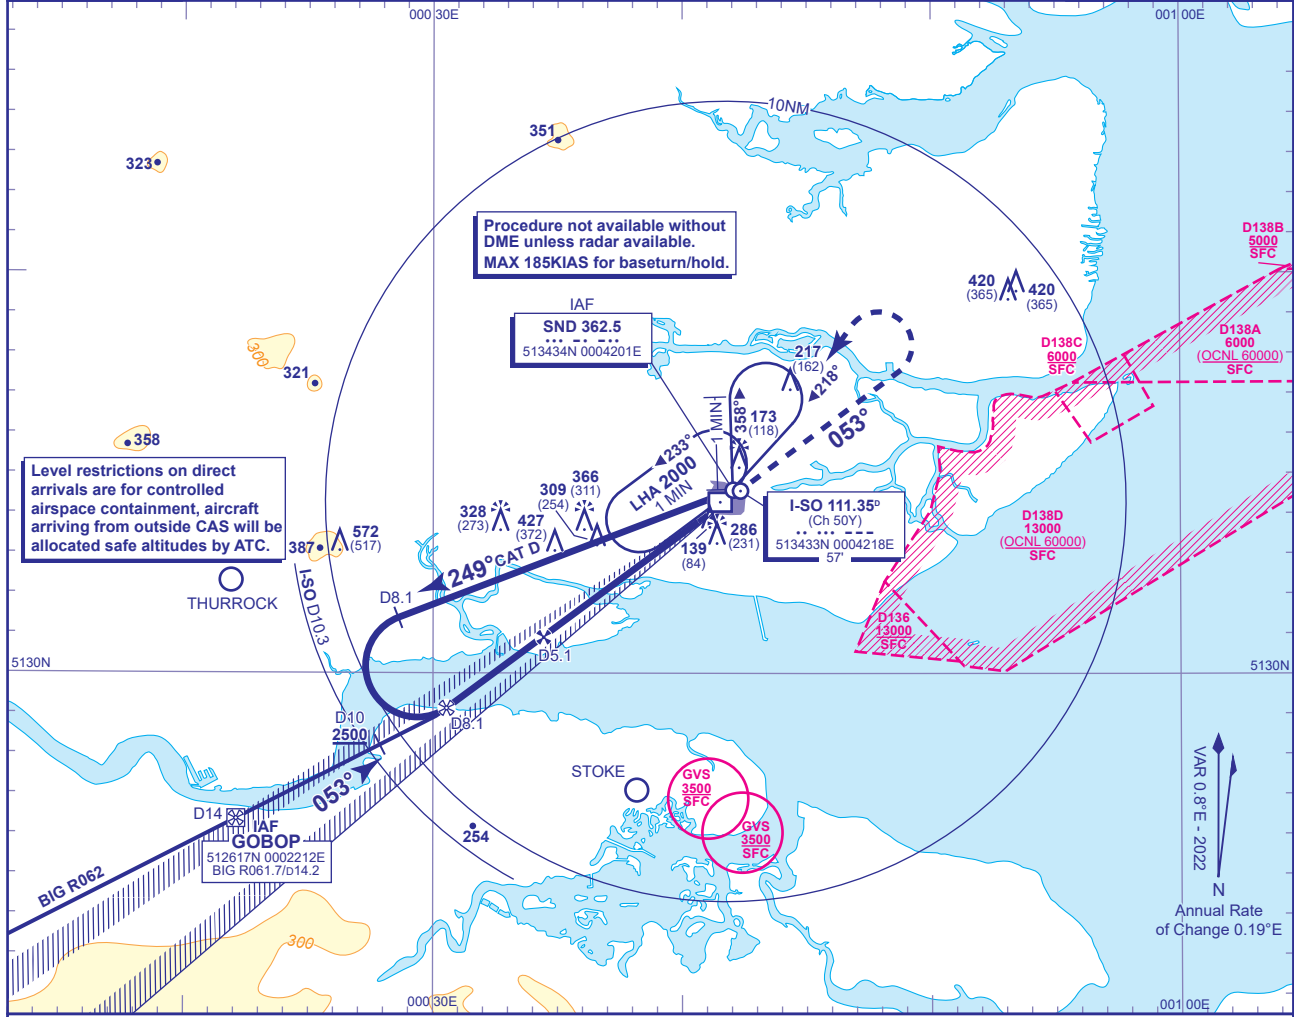 000 30E
001 00E
10NM
351
323
Procedure not available without
DME unless radar available.
MAX 185KIAS for baseturn/hold.
D138B
5000
SFC
420
(365)
420
(365)
IAF
SND 362.5
513434N 0004201E
D138A
6000
(OCNL 60000)
SFC
D138C
6000
SFC
300
321
217
(162)
218°
358°
1 MIN
173
(118)
053°
358
233°
LHA 2000
1 MIN
Level restrictions on direct
arrivals are for controlled
airspace containment, aircraft
arriving from outside CAS will be
allocated safe altitudes by ATC.
366
(311)
309
(254)
328
(273)
427
(372)
I-SO 111.35D
(Ch 50Y)
513433N 0004218E
57'
D138D
13000
(OCNL 60000)
SFC
572
(517)
387
286
(231)
139
(84)
249° CAT D
THURROCK
I-SO D10.3
D8.1
D136
13000
SFC
D5.1
5130N
5130N
D10
2500
D8.1
VAR 0.8°E - 2022
STOKE
GVS
3500
SFC
053°
D14
IAF
GOBOP
512617N 0002212E
BIG R061.7/D14.2
GVS
3500
SFC
254
BIG R062
N
Annual Rate
of Change 0.19°E
300
000 30E
001 00E